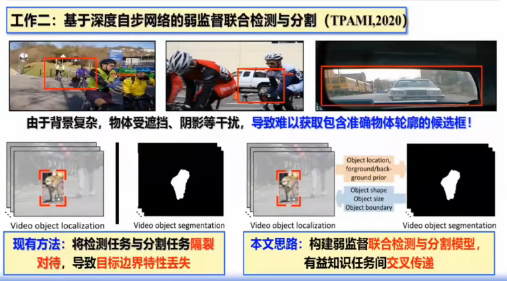 工作二：基于深度自步网络的弱监督联合检测与分割（TPAMI,2020）
由于背景复杂，物体受遮挡、阴影等干扰，导致难以获取包含准确物体轮廓的候选框！
Video object localization
Video object segmentation
Object location,
forground/back-
ground prior
Object shape
Object size
Object boundary
Video object localization
Video object segmentation
现有方法：将检测任务与分割任务隔裂
对待，导致目标边界特性丢失
本文思路：构建弱监督联合检测与分割模型，
有益知识任务间交叉传递